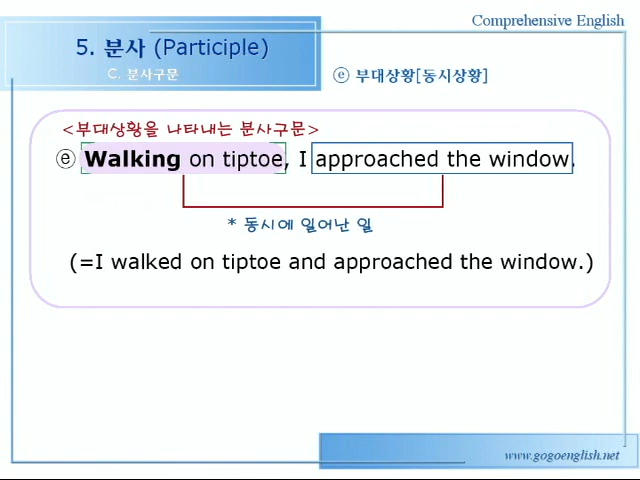 Comprehensive English
5. 분사 (Participle)
C. 분사구문
ⓔ 부대상황[동시상황]
<부대상황을 나타내는 분사구문>
ⓔ Walking on tiptoe, I approached the window.
* 동시에 일어난 일
(=I walked on tiptoe and approached the window.)
www.gogoenglish.net